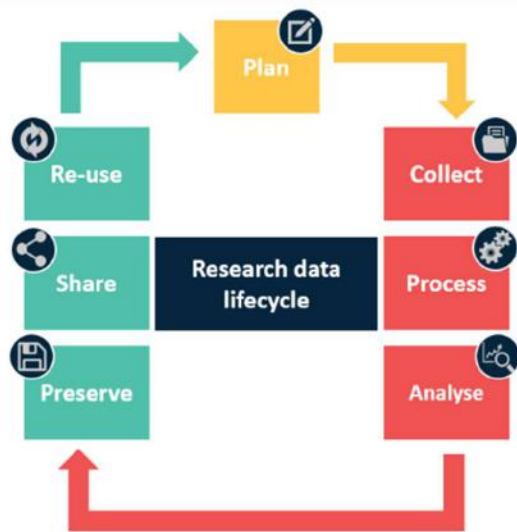 Plan
Re-use
Collect
Share
Research data
lifecycle
Process
Preserve
Analyse